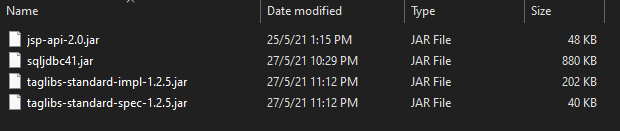 Name Date modified Type Size
jsp-api-2.0.jar 25/5/21 1:15 PM JAR File 48 KB
sqljdbc41.jar 27/5/21 10:29 PM JAR File 880 KB
taglibs-standard-impl-1.2.5.jar 27/5/21 11:12 PM JAR File 202 KB
taglibs-standard-spec-1.2.5.jar 27/5/21 11:12 PM JAR File 40 KB